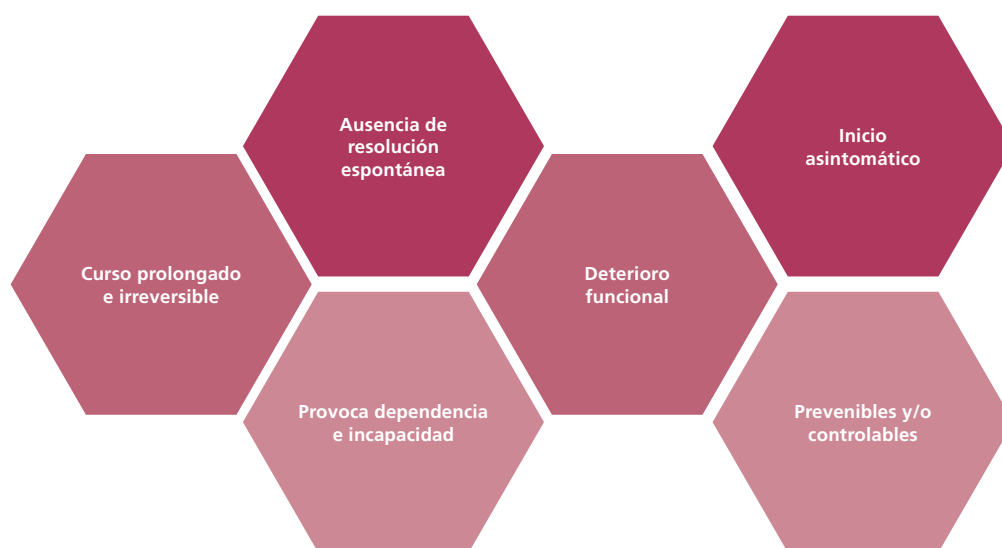 Ausencia de
resolución
espontánea
Inicio
asintomático
Curso prolongado
e irreversible
Deterioro
funcional
Provoca dependencia
e incapacidad
Prevenibles y/o
controlables